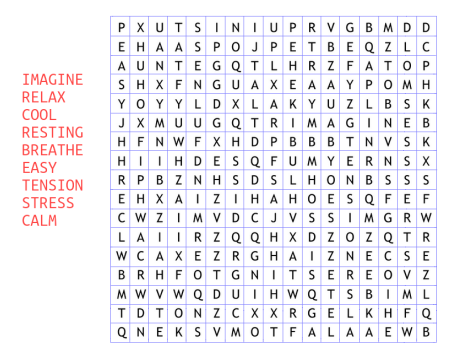 IMAGINE
RELAX
COOL
RESTING
BREATHE
EASY
TENSION
STRESS
CALM
P X U T S I N I U P R V G B M D D
E H A A S P O J P E T B E Q Z L C
A U N T E G Q T L H R Z F A T O P
S H X F N G U A X E A A Y P O M H
Y O Y Y L D X L A K Y U Z L B S K
J X M U U G Q T R I M A G I N E B
H F N W F X H D P B B B T N V S K
H I I H D E S Q F U M Y E R N S X
R P B Z N H S D S L H O N B S S S
E H X A I Z I H A H O E S Q F E F
C W Z I M V D C J V S S I M G R W
L A I I R Z Q Q H X D Z O Z Q T R
W C A X E Z R G H A I Z N E C S E
B R H F O T G N I T S E R E O V Z
M W V W Q D U I H W Q T S B I M L
T D T O N Z C X X R G E L K H F Q
Q N E K S V M O T F A L A A E W B